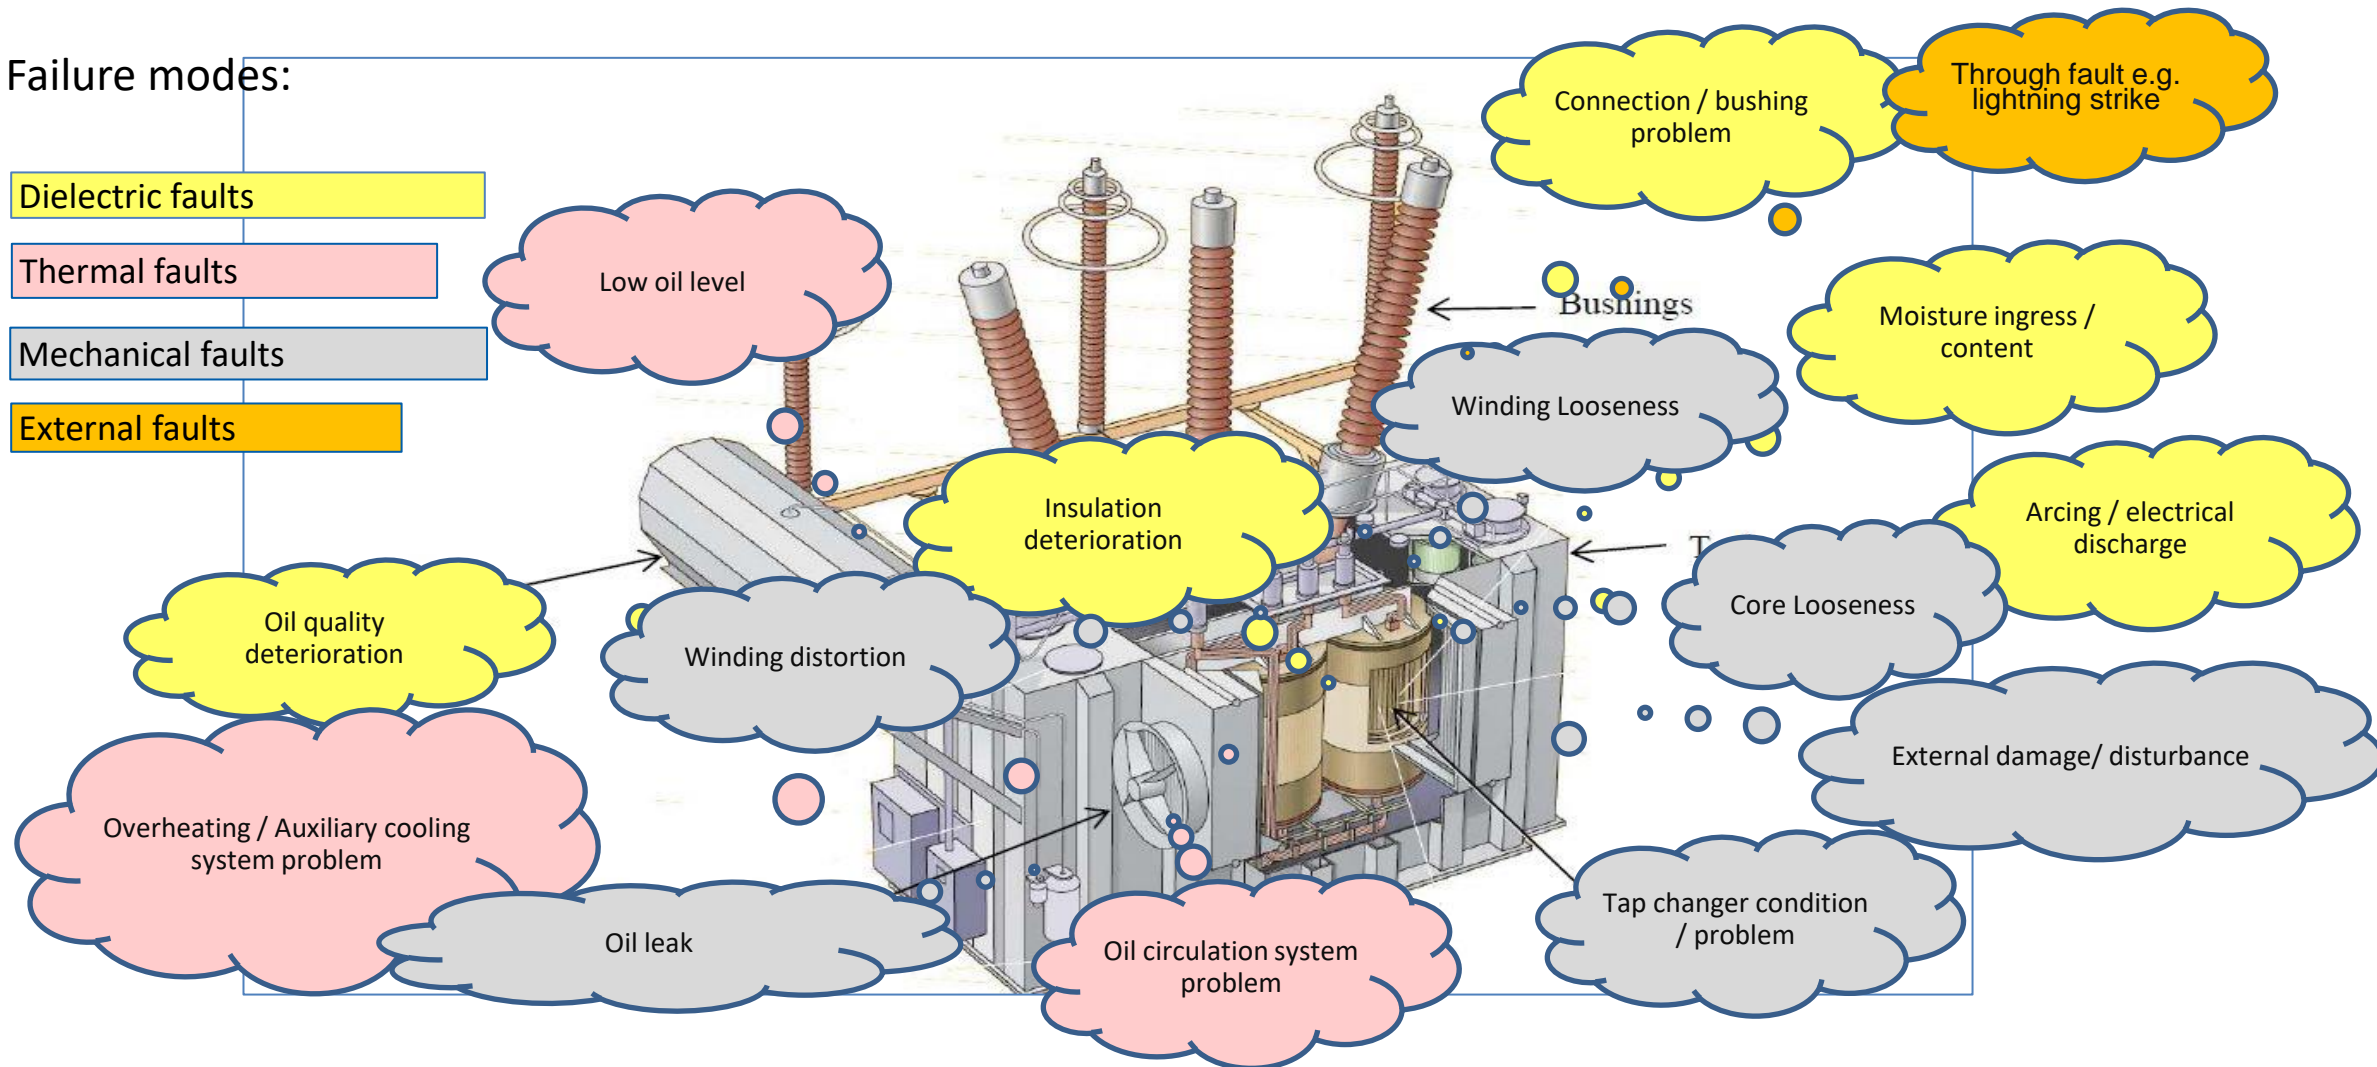 Failure modes:
Dielectric faults
Thermal faults
Mechanical faults
External faults
Connection / bushing
problem
Through fault e.g.
lightning strike
Low oil level
Bushings
Moisture ingress /
content
Winding Looseness
Insulation
deterioration
Arcing / electrical
discharge
Core Looseness
Oil quality
deterioration
Winding distortion
External damage/ disturbance
Overheating / Auxiliary cooling
system problem
Oil leak
Oil circulation system
problem
Tap changer condition
/ problem